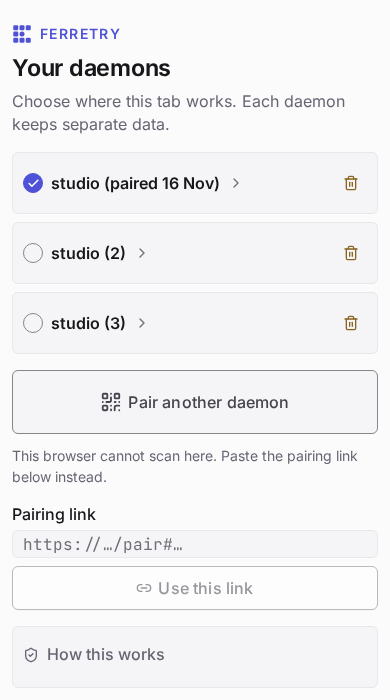 FERRETRY
Your daemons
Choose where this tab works. Each daemon
keeps separate data.
studio (paired 16 Nov)
studio (2)
studio (3)
Pair another daemon
This browser cannot scan here. Paste the pairing link
below instead.
Pairing link
https://…/pair#…
Use this link
How this works